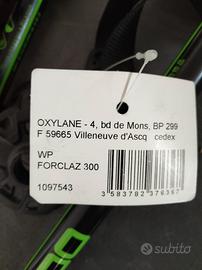 OXYLANE - 4, bd de Mons, BP 299
F 59665 Villeneuve d'Ascq cedex
WP
FORCLAZ 300
1097543
3 583782 376367
subito